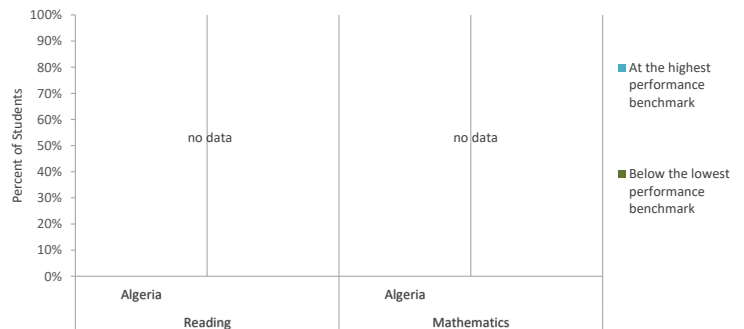 100%
90%
80%
70%
60%
50%
40%
30%
20%
10%
0%
Percent of Students
no data
no data
Algeria
Algeria
Reading
Mathematics
At the highest
performance
benchmark
Below the lowest
performance
benchmark